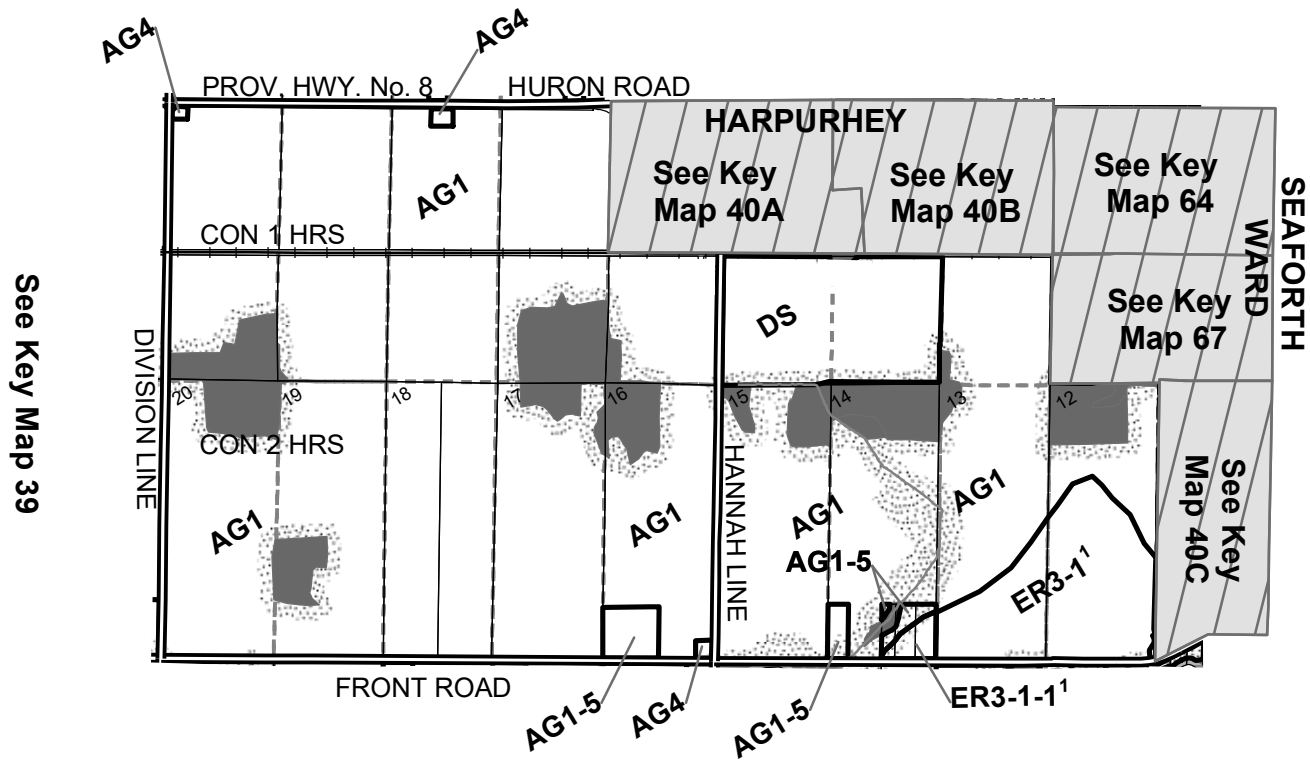 AG4
AG4
PROV. HWY. No. 8
HURON ROAD
HARPURHEY
See Key
Map 40A
See Key
Map 40B
See Key
Map 64
SEAFORTH
WARD
AG1
CON 1 HRS
See Key
Map 67
DS
See Key Map 39
DIVISION LINE
20
19
18
17
16
15
14
13
12
CON 2 HRS
HANNAH LINE
See Key
Map 40C
AG1
AG1
AG1
AG1
AG1-5
ER3-1¹
FRONT ROAD
AG1-5
AG4
AG1-5
ER3-1-1¹